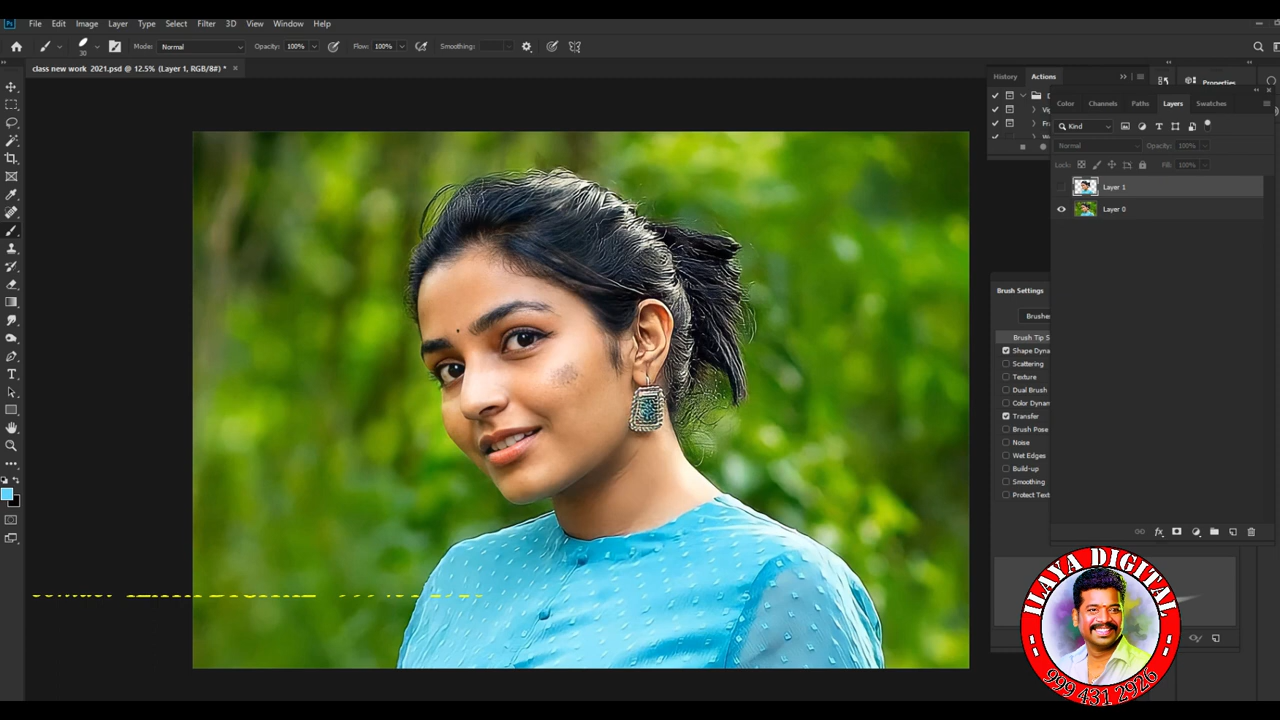 File Edit Image Layer Type Select Filter 3D View Window Help
30 Mode: Normal Opacity: 100% Flow: 100% Smoothing:
class new work 2021.psd @ 12.5% (Layer 1, RGB/8#) * ×
History Actions Properties
Color Channels Paths Layers Swatches
Kind
Normal Opacity: 100%
Lock: Fill: 100%
Layer 1
Layer 0
Brush Settings
Brushes
Brush Tip S
Shape Dyna
Scattering
Texture
Dual Brush
Color Dynam
Transfer
Brush Pose
Noise
Wet Edges
Build-up
Smoothing
Protect Text
ILAYA DIGITAL
999 431 2926